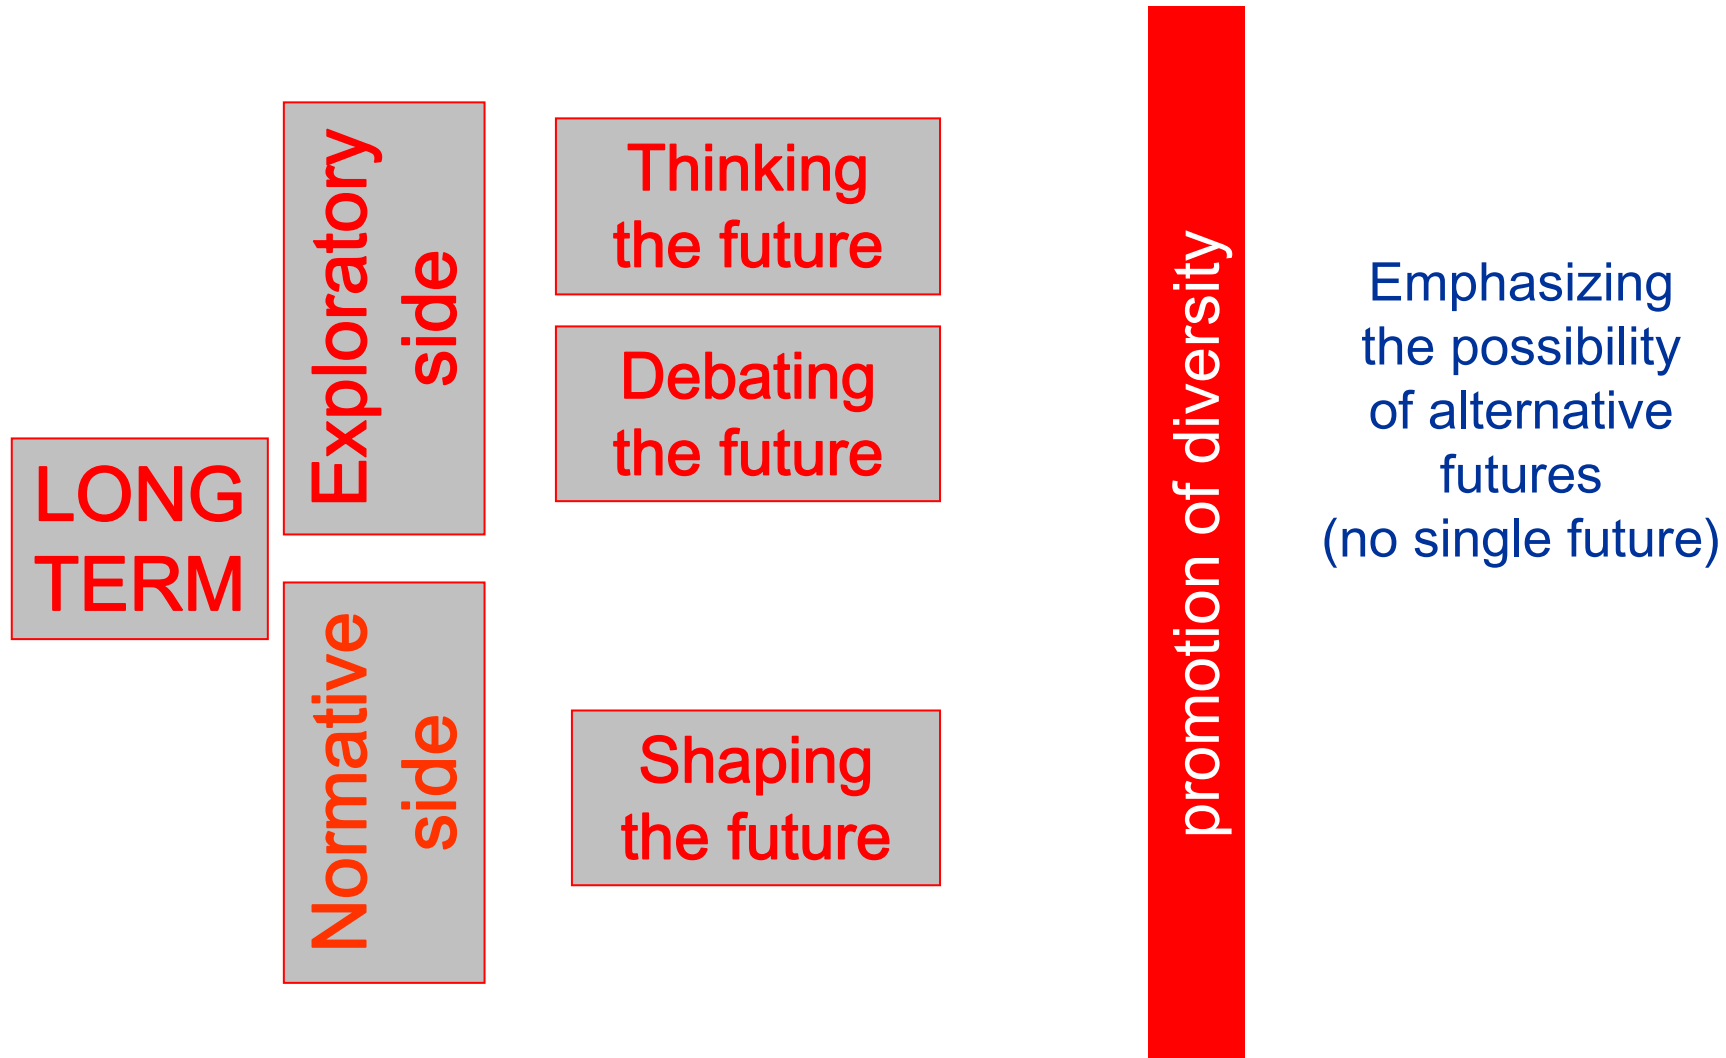 LONG
TERM
Exploratory
side
Thinking
the future
Debating
the future
Normative
side
Shaping
the future
promotion of diversity
Emphasizing
the possibility
of alternative
futures
(no single future)